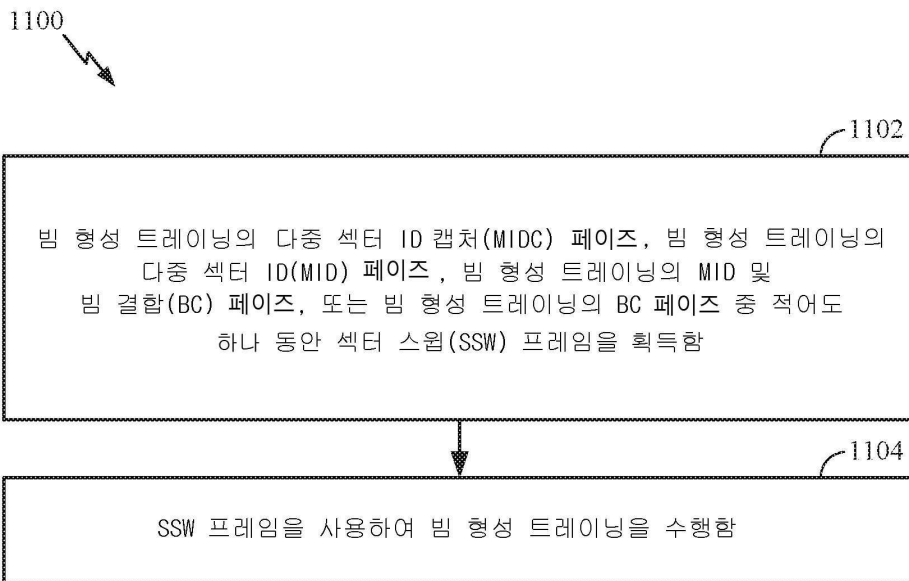 1100
1102
빔 형성 트레이닝의 다중 섹터 ID 캡처(MIDC) 페이즈, 빔 형성 트레이닝의
다중 섹터 ID(MID) 페이즈, 빔 형성 트레이닝의 MID 및
빔 결합(BC) 페이즈, 또는 빔 형성 트레이닝의 BC 페이즈 중 적어도
하나 동안 섹터 스윕(SSW) 프레임을 획득함
1104
SSW 프레임을 사용하여 빔 형성 트레이닝을 수행함